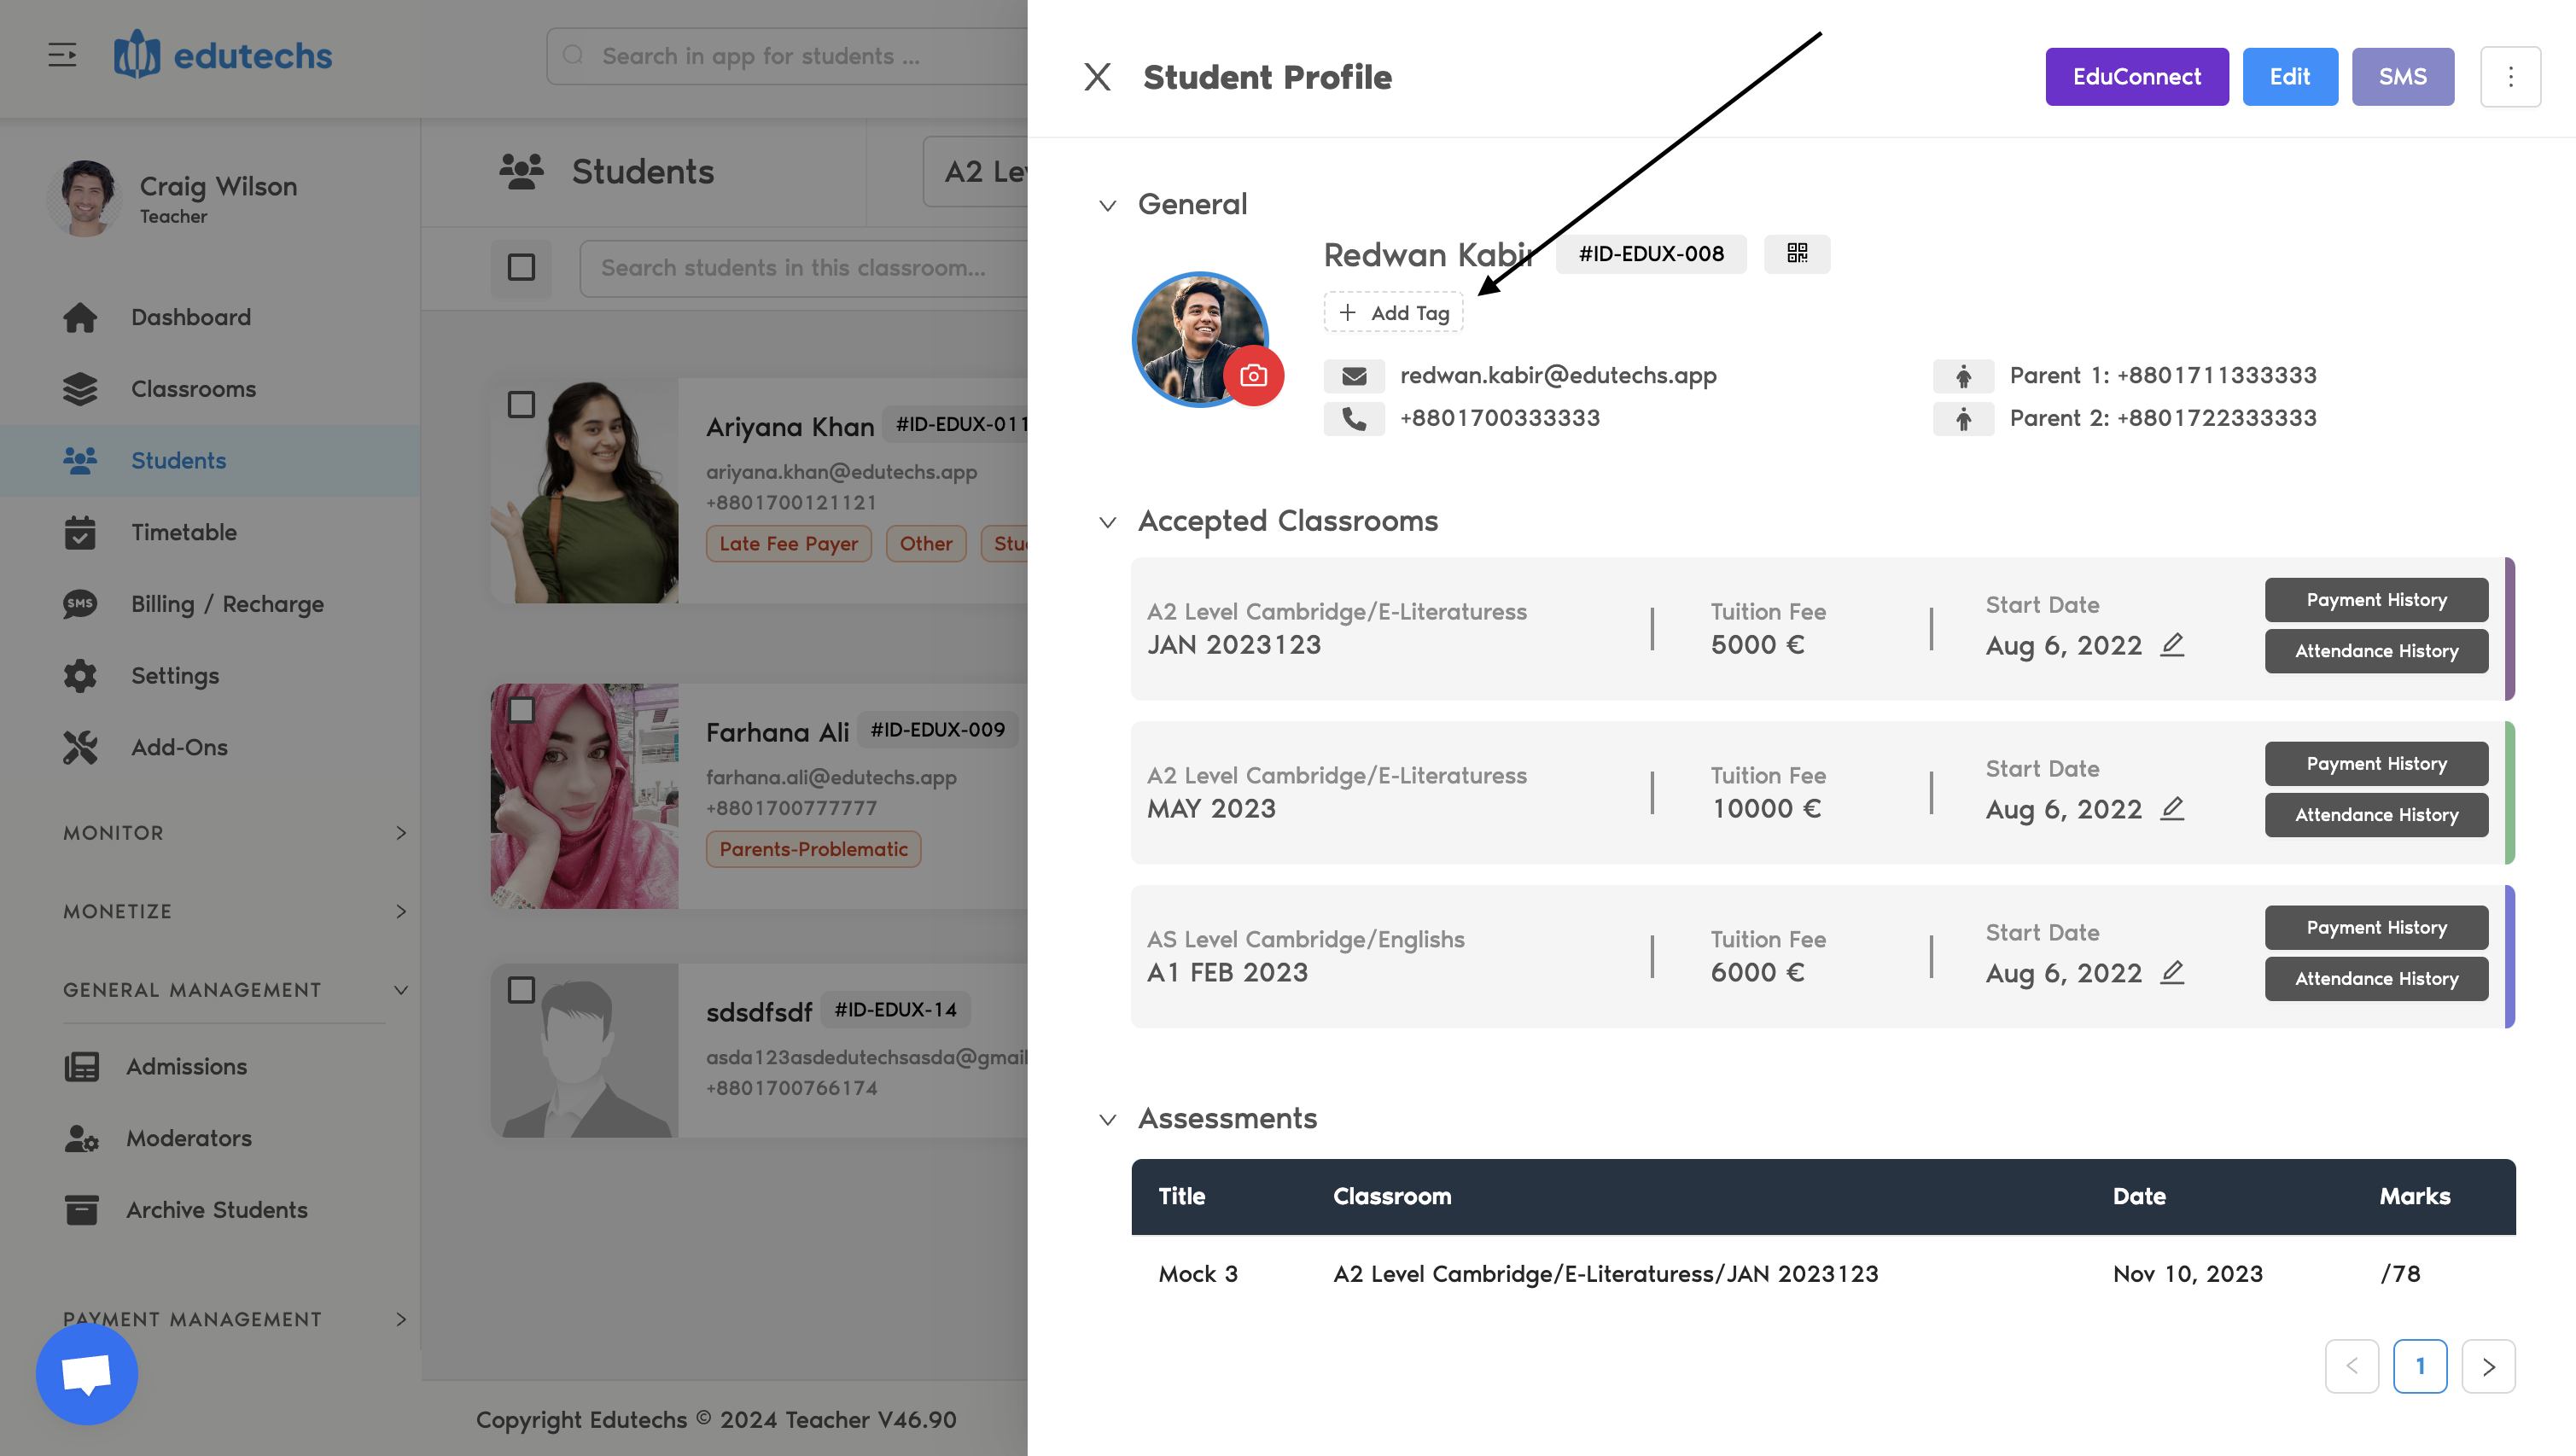 edutechs
Search in app for students ...
Craig Wilson
Teacher
Dashboard
Classrooms
Students
Timetable
SMS
Billing / Recharge
Settings
Add-Ons
MONITOR
MONETIZE
GENERAL MANAGEMENT
Admissions
Moderators
Archive Students
PAYMENT MANAGEMENT
Students
A2 Lev
Search students in this classroom...
Ariyana Khan #ID-EDUX-011
ariyana.khan@edutechs.app
+8801700121121
Late Fee Payer Other Stu
Farhana Ali #ID-EDUX-009
farhana.ali@edutechs.app
+8801700777777
Parents-Problematic
sdsdfsdf #ID-EDUX-14
asda123asdedutechsasda@gmail
+8801700766174
Copyright Edutechs © 2024 Teacher V46.90
Student Profile
EduConnect Edit SMS
General
Redwan Kabir #ID-EDUX-008
+ Add Tag
redwan.kabir@edutechs.app
+8801700333333
Parent 1: +8801711333333
Parent 2: +8801722333333
Accepted Classrooms
A2 Level Cambridge/E-Literaturess
JAN 2023123
Tuition Fee
5000 €
Start Date
Aug 6, 2022
Payment History
Attendance History
A2 Level Cambridge/E-Literaturess
MAY 2023
Tuition Fee
10000 €
Start Date
Aug 6, 2022
Payment History
Attendance History
AS Level Cambridge/Englishs
A1 FEB 2023
Tuition Fee
6000 €
Start Date
Aug 6, 2022
Payment History
Attendance History
Assessments
Title Classroom Date Marks
Mock 3 A2 Level Cambridge/E-Literaturess/JAN 2023123 Nov 10, 2023 /78
< 1 >